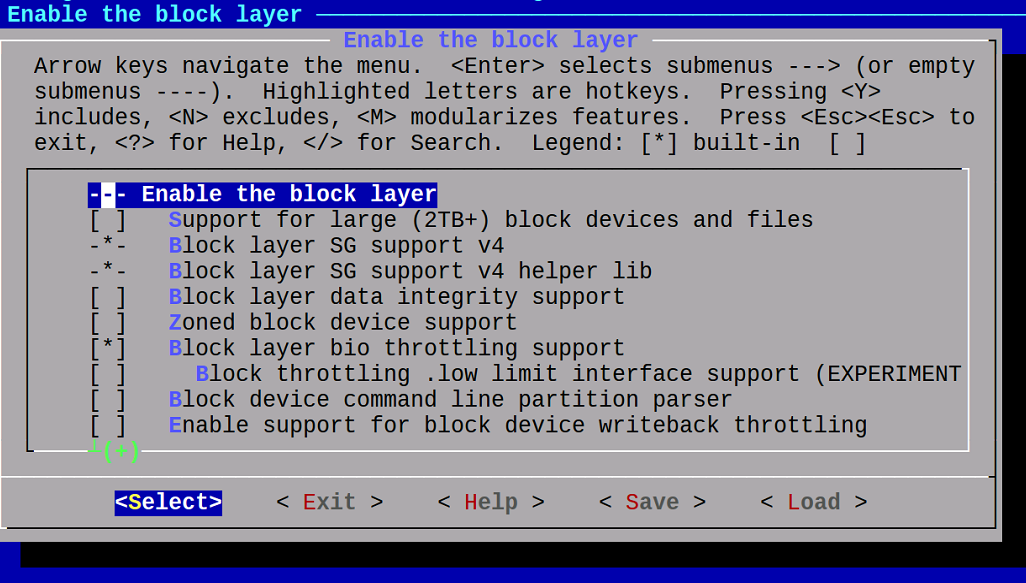 Enable the block layer
Enable the block layer
Arrow keys navigate the menu.  <Enter> selects submenus ---> (or empty
submenus ----).  Highlighted letters are hotkeys.  Pressing <Y>
includes, <N> excludes, <M> modularizes features.  Press <Esc><Esc> to
exit, <?> for Help, </> for Search.  Legend: [*] built-in  [ ]
--- Enable the block layer
[ ]   Support for large (2TB+) block devices and files
-*-   Block layer SG support v4
-*-   Block layer SG support v4 helper lib
[ ]   Block layer data integrity support
[ ]   Zoned block device support
[*]   Block layer bio throttling support
[ ]     Block throttling .low limit interface support (EXPERIMENT
[ ]   Block device command line partition parser
[ ]   Enable support for block device writeback throttling
┴(+)
<Select>    < Exit >    < Help >    < Save >    < Load >